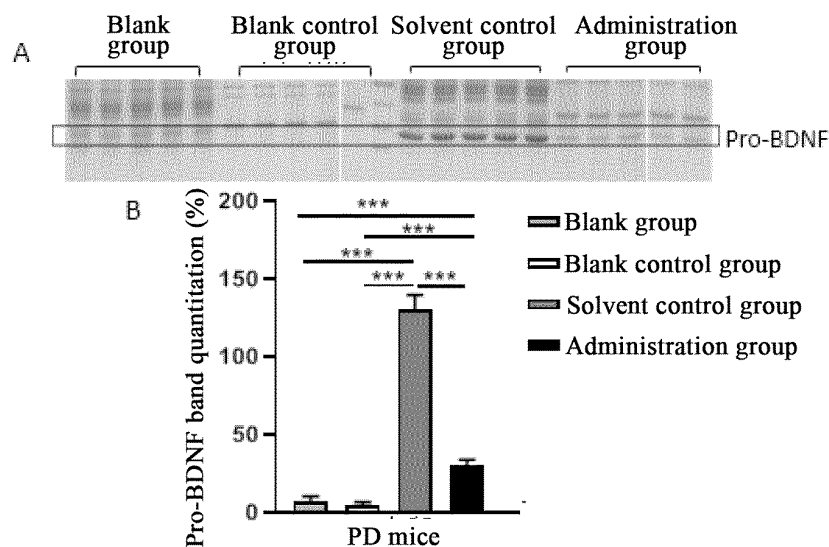 A
Blank group
Blank control group
Solvent control group
Administration group
Pro-BDNF
B
Pro-BDNF band quantitation (%)
200
150
100
50
0
***
***
***
***
***
PD mice
Blank group
Blank control group
Solvent control group
Administration group